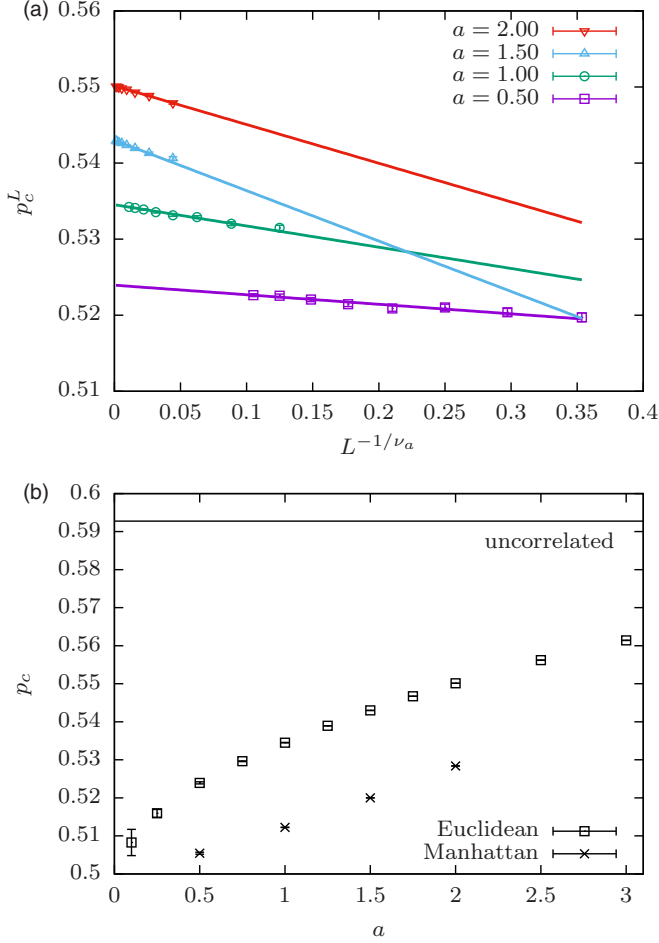 (a)
0.56
0.55
0.54
0.53
0.52
0.51
p_c^L
a = 2.00
a = 1.50
a = 1.00
a = 0.50
0 0.05 0.1 0.15 0.2 0.25 0.3 0.35 0.4
L^{-1/ν_a}
(b)
0.6
0.59
0.58
0.57
0.56
0.55
0.54
0.53
0.52
0.51
0.5
p_c
uncorrelated
Euclidean
Manhattan
0 0.5 1 1.5 2 2.5 3
a